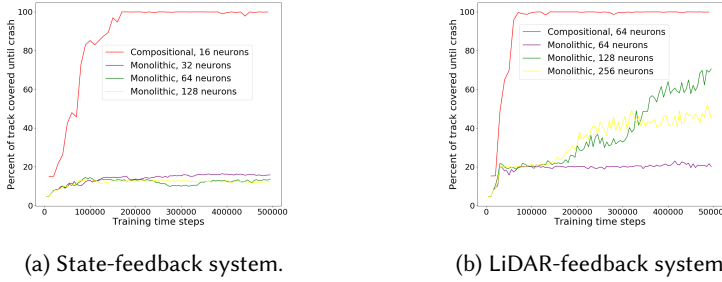 Percent of track covered until crash
100
80
60
40
20
0
Compositional, 16 neurons
Monolithic, 32 neurons
Monolithic, 64 neurons
Monolithic, 128 neurons
0 100000 200000 300000 400000 500000
Training time steps
(a) State-feedback system.
Percent of track covered until crash
100
80
60
40
20
0
Compositional, 64 neurons
Monolithic, 64 neurons
Monolithic, 128 neurons
Monolithic, 256 neurons
0 100000 200000 300000 400000 50000
Training time steps
(b) LiDAR-feedback system